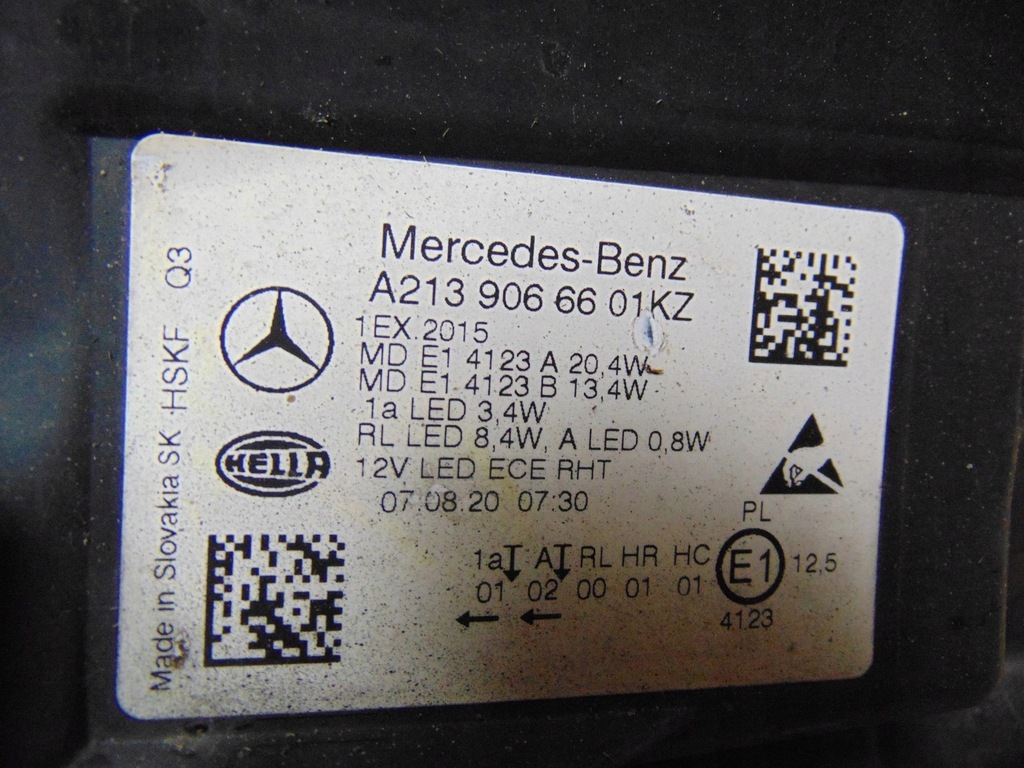 Mercedes-Benz
A213 906 66 01KZ
1EX.2015
MD E1 4123 A 20,4W
MD E1 4123 B 13,4W
1a LED 3,4W
RL LED 8,4W, A LED 0,8W
12V LED ECE RHT
07.08.20 07:30
HELLA
Made in Slovakia SK - HSKF Q3
1a A RL HR HC
01 02 00 01 01
PL
E1
12,5
4123